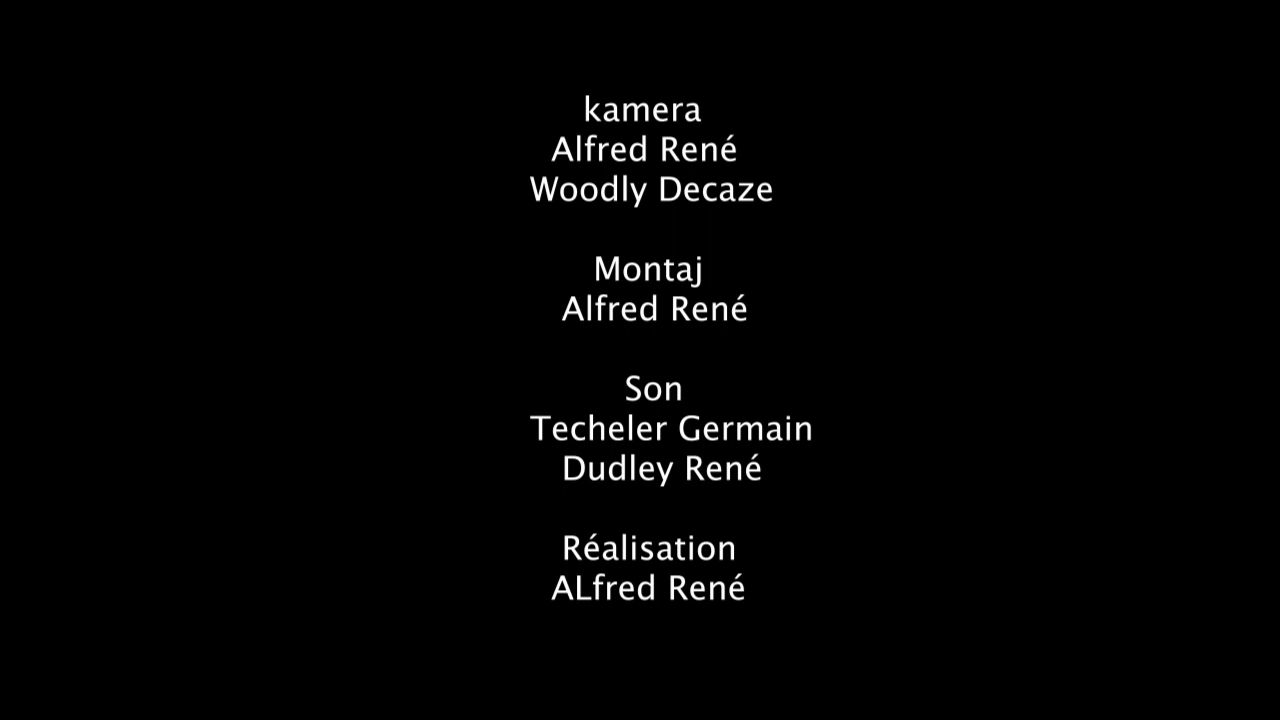 kamera
Alfred René
Woodly Decaze
Montaj
Alfred René
Son
Techeler Germain
Dudley René
Réalisation
ALfred René